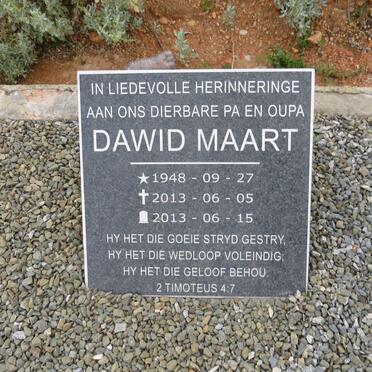 IN LIEDEVOLLE HERINNERINGE
AAN ONS DIERBARE PA EN OUPA
DAWID MAART
★ 1948 - 09 - 27
✝ 2013 - 06 - 05
2013 - 06 - 15
HY HET DIE GOEIE STRYD GESTRY,
HY HET DIE WEDLOOP VOLEINDIG;
HY HET DIE GELOOF BEHOU.
2 TIMOTEUS 4:7